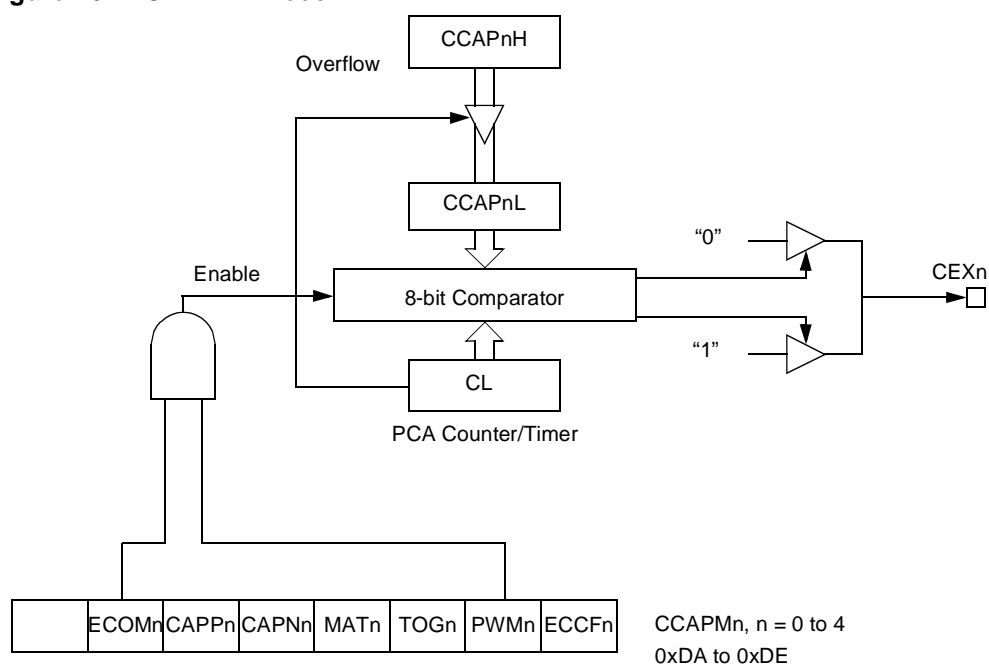 CCAPnH
Overflow
CCAPnL
“0”
Enable
CEXn
8-bit Comparator
“1”
CL
PCA Counter/Timer
ECOMn CAPPn CAPNn MATn TOGn PWMn ECCFn
CCAPMn, n = 0 to 4
0xDA to 0xDE